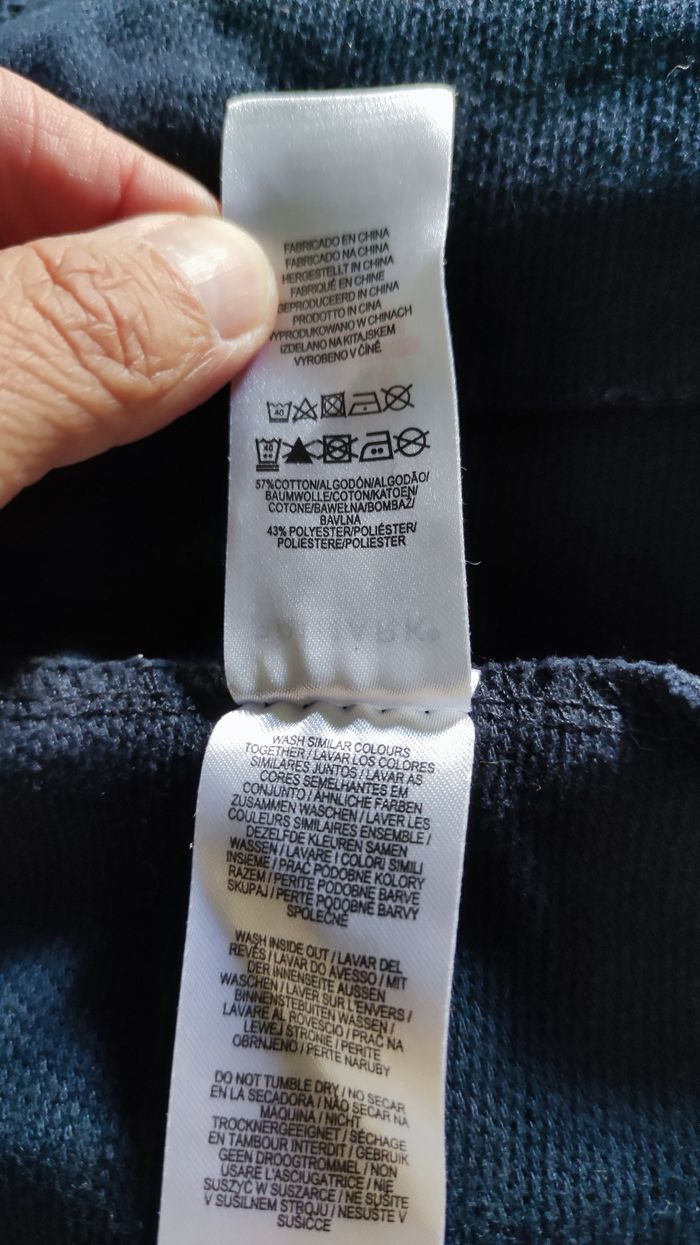 FABRICADO EN CHINA
FABRICADO NA CHINA
HERGESTELLT IN CHINA
FABRIQUÉ EN CHINE
GEPRODUCEERD IN CHINA
PRODOTTO IN CINA
WYPRODUKOWANO W CHINACH
IZDELANO NA KITAJSKEM
VYROBENO V ČÍNĚ
40
40
57%COTTON/ALGODÓN/ALGODÃO/
BAUMWOLLE/COTON/KATOEN/
COTONE/BAWEŁNA/BOMBAŽ/
BAVLNA
43% POLYESTER/POLIÉSTER/
POLIESTERE/POLIESTER
WASH SIMILAR COLOURS
TOGETHER / LAVAR LOS COLORES
SIMILARES JUNTOS / LAVAR AS
CORES SEMELHANTES EM
CONJUNTO / ÄHNLICHE FARBEN
ZUSAMMEN WASCHEN / LAVER LES
COULEURS SIMILAIRES ENSEMBLE /
DEZELFDE KLEUREN SAMEN
WASSEN / LAVARE I COLORI SIMILI
INSIEME / PRAĆ PODOBNE KOLORY
RAZEM / PERITE PODOBNE BARVE
SKUPAJ / PERTE PODOBNÉ BARVY
SPOLEČNĚ
WASH INSIDE OUT / LAVAR DEL
REVÉS / LAVAR DO AVESSO / MIT
DER INNENSEITE AUSSEN
WASCHEN / LAVER SUR L'ENVERS /
BINNENSTEBUITEN WASSEN /
LAVARE AL ROVESCIO / PRAĆ NA
LEWEJ STRONIE / PERITE
OBRNJENO / PERTE NARUBY
DO NOT TUMBLE DRY / NO SECAR
EN LA SECADORA / NÃO SECAR NA
MÁQUINA / NICHT
TROCKNERGEEIGNET / SÉCHAGE
EN TAMBOUR INTERDIT / GEBRUIK
GEEN DROOGTROMMEL / NON
USARE L'ASCIUGATRICE / NIE
SUSZYĆ W SUSZARCE / NE SUŠITE
V SUŠILNEM STROJU / NESUŠTE V
SUŠIČCE